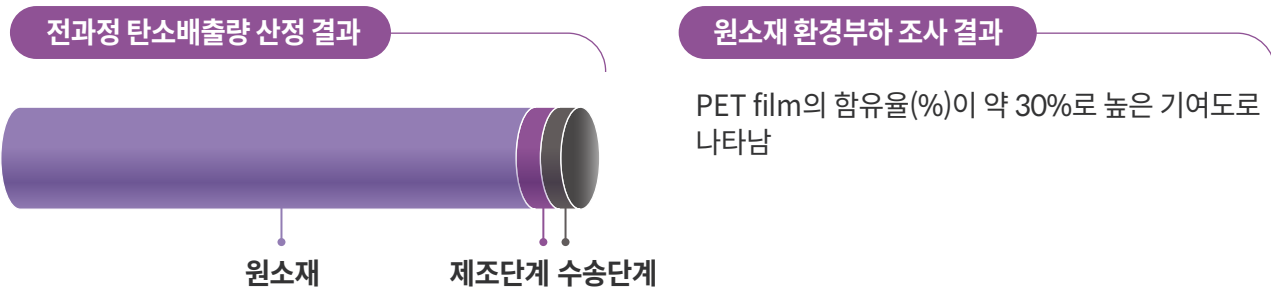 전과정 탄소배출량 산정 결과
원소재 환경부하 조사 결과
PET film의 함유율(%)이 약 30%로 높은 기여도로
나타남
원소재
제조단계 수송단계